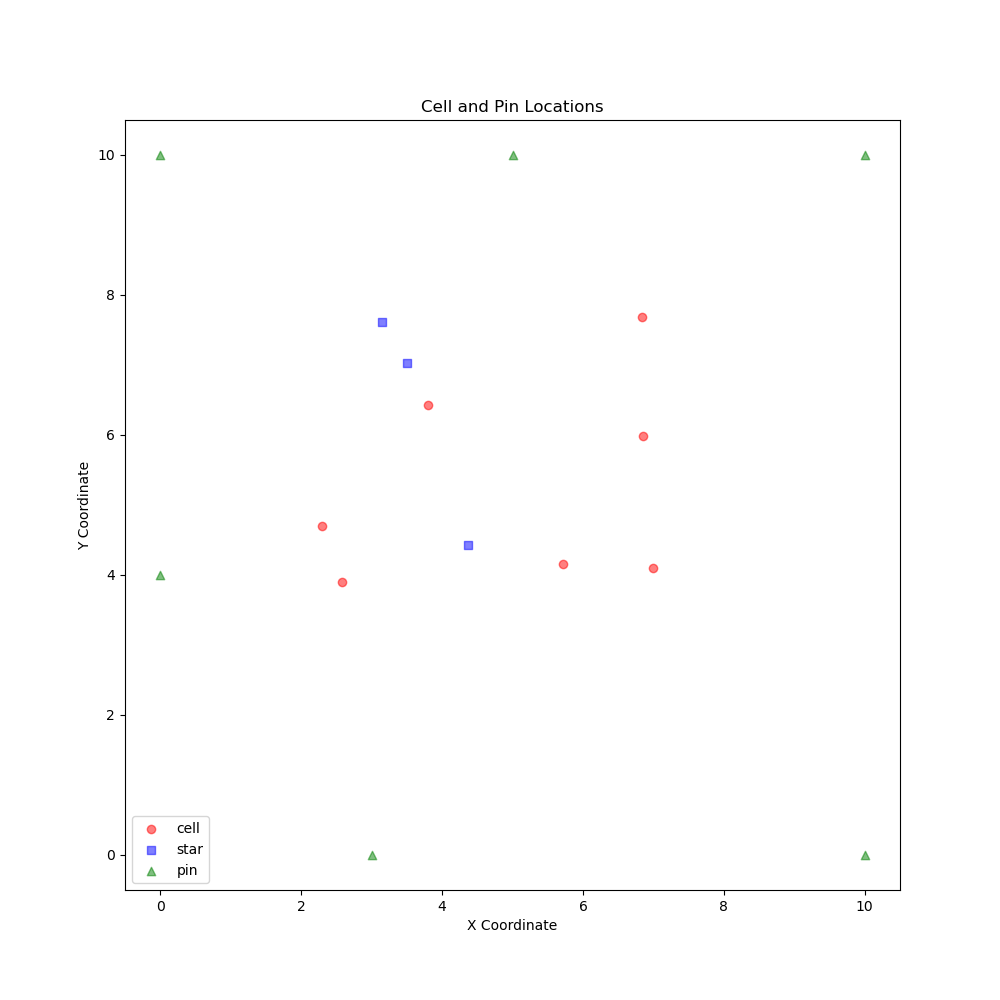 Cell and Pin Locations
10
8
6
4
2
0
Y Coordinate
cell
star
pin
0 2 4 6 8 10
X Coordinate